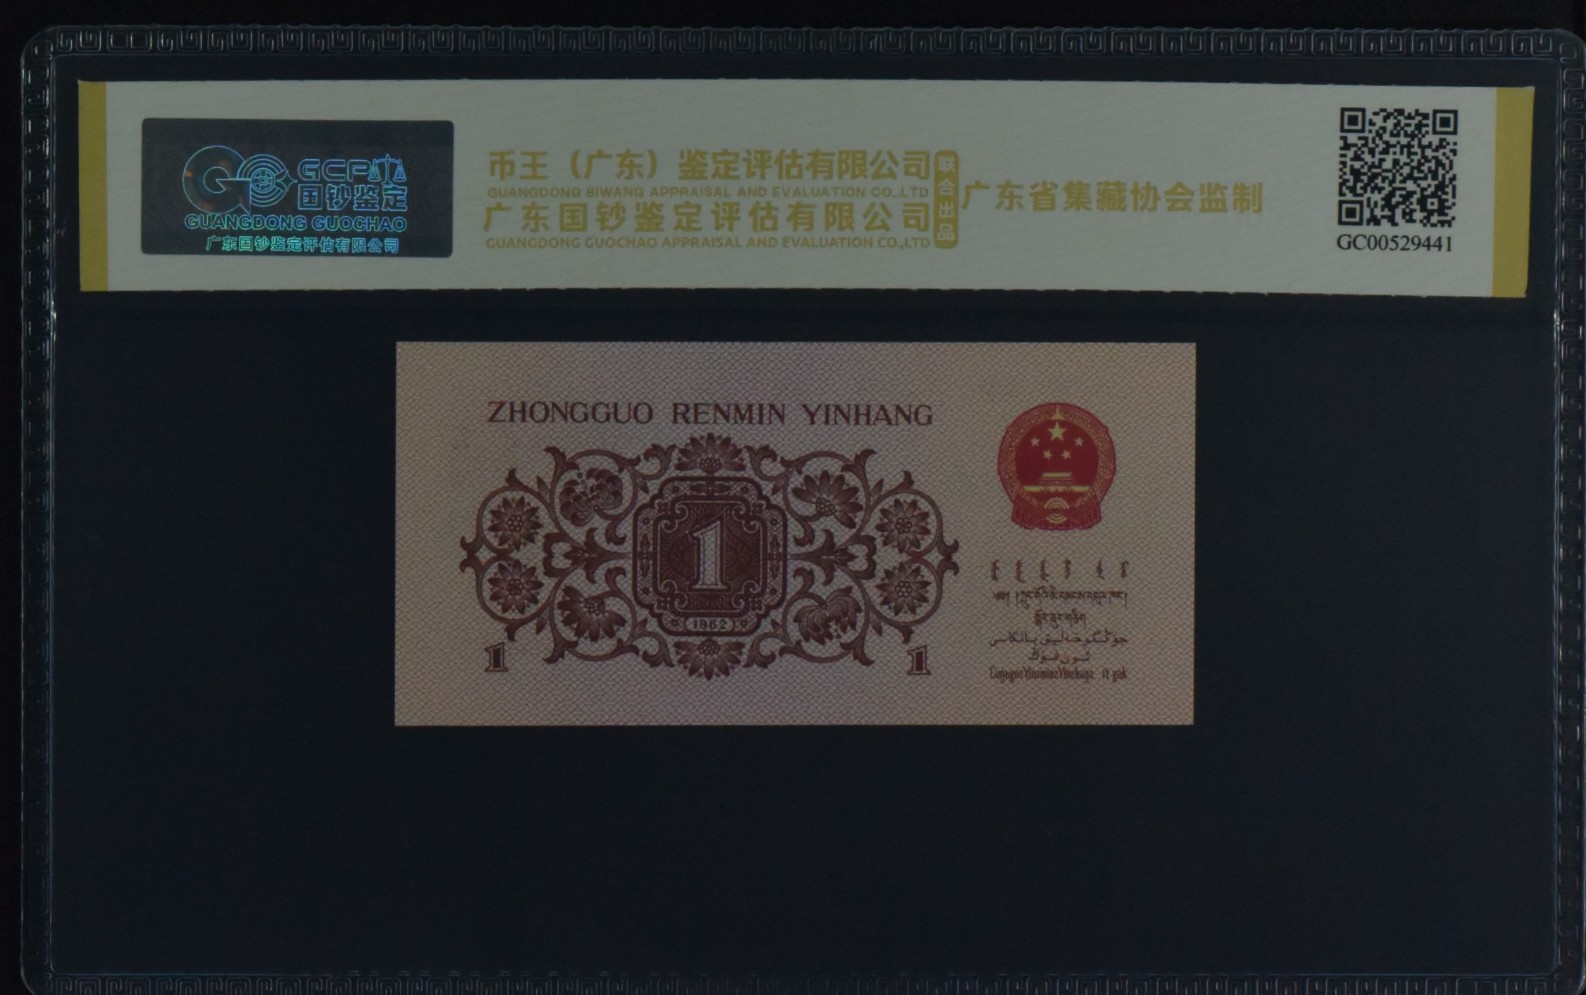 GCP
国钞鉴定
GUANGDONG GUOCHAO
广东国钞鉴定评估有限公司
币王（广东）鉴定评估有限公司
GUANGDONG BIWANG APPRAISAL AND EVALUATION CO.,LTD
广东国钞鉴定评估有限公司
GUANGDONG GUOCHAO APPRAISAL AND EVALUATION CO.,LTD
联合出品
广东省集藏协会监制
GC00529441
ZHONGGUO RENMIN YINHANG
1
1962
1
1